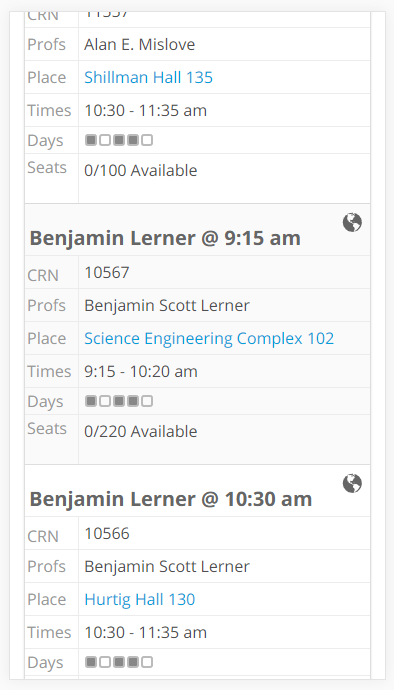 CRN 11557
Profs Alan E. Mislove
Place Shillman Hall 135
Times 10:30 - 11:35 am
Days
Seats 0/100 Available
Benjamin Lerner @ 9:15 am
CRN 10567
Profs Benjamin Scott Lerner
Place Science Engineering Complex 102
Times 9:15 - 10:20 am
Days
Seats 0/220 Available
Benjamin Lerner @ 10:30 am
CRN 10566
Profs Benjamin Scott Lerner
Place Hurtig Hall 130
Times 10:30 - 11:35 am
Days